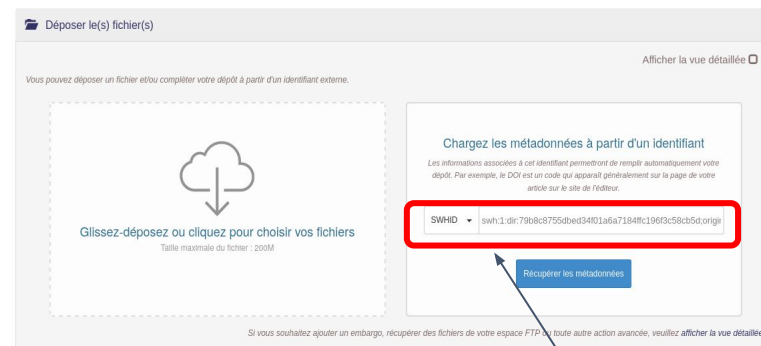 Déposer le(s) fichier(s)
Afficher la vue détaillée
Vous pouvez déposer un fichier et/ou compléter votre dépôt à partir d'un identifiant externe.
Glissez-déposez ou cliquez pour choisir vos fichiers
Taille maximale du fichier : 200M
Chargez les métadonnées à partir d'un identifiant
Les informations associées à cet identifiant permettront de remplir automatiquement votre
dépôt. Par exemple, le DOI est un code qui apparaît généralement sur la page de votre
article sur le site de l'éditeur.
SWHID swh:1:dir:79b8c8755dbed34f01a6a7184ffc196f3c58cb5d;origin
Récupérer les métadonnées
Si vous souhaitez ajouter un embargo, récupérer des fichiers de votre espace FTP ou toute autre action avancée, veuillez afficher la vue détaillée